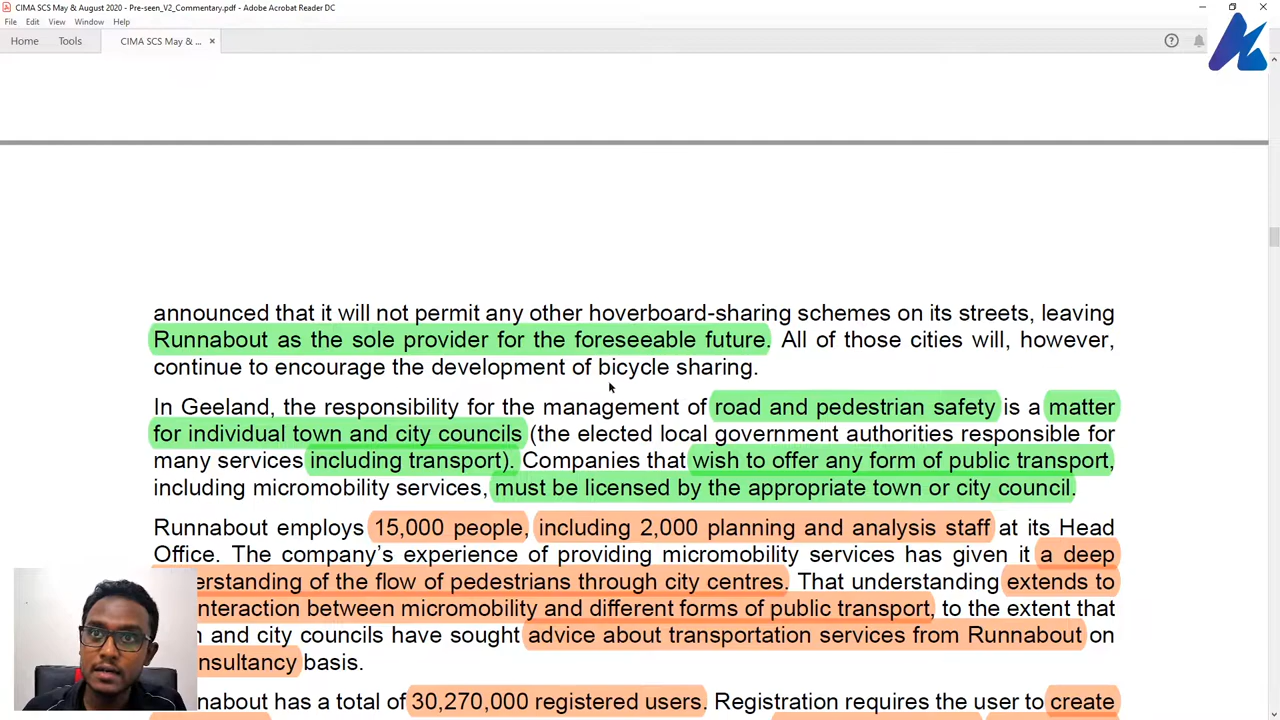 CIMA SCS May & August 2020 - Pre-seen_V2_Commentary.pdf - Adobe Acrobat Reader DC
File Edit View Window Help
Home Tools CIMA SCS May & ... ×
announced that it will not permit any other hoverboard-sharing schemes on its streets, leaving
Runnabout as the sole provider for the foreseeable future. All of those cities will, however,
continue to encourage the development of bicycle sharing.
In Geeland, the responsibility for the management of road and pedestrian safety is a matter
for individual town and city councils (the elected local government authorities responsible for
many services including transport). Companies that wish to offer any form of public transport,
including micromobility services, must be licensed by the appropriate town or city council.
Runnabout employs 15,000 people, including 2,000 planning and analysis staff at its Head
Office. The company's experience of providing micromobility services has given it a deep
erstanding of the flow of pedestrians through city centres. That understanding extends to
interaction between micromobility and different forms of public transport, to the extent that
and city councils have sought advice about transportation services from Runnabout on
nsultancy basis.
nabout has a total of 30,270,000 registered users. Registration requires the user to create